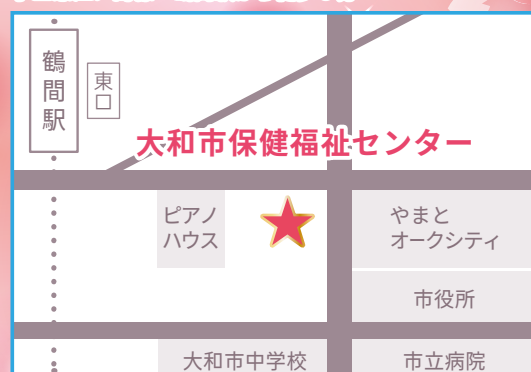 鶴間駅
東口
大和市保健福祉センター
ピアノ
ハウス
やまと
オークシティ
市役所
大和市中学校
市立病院